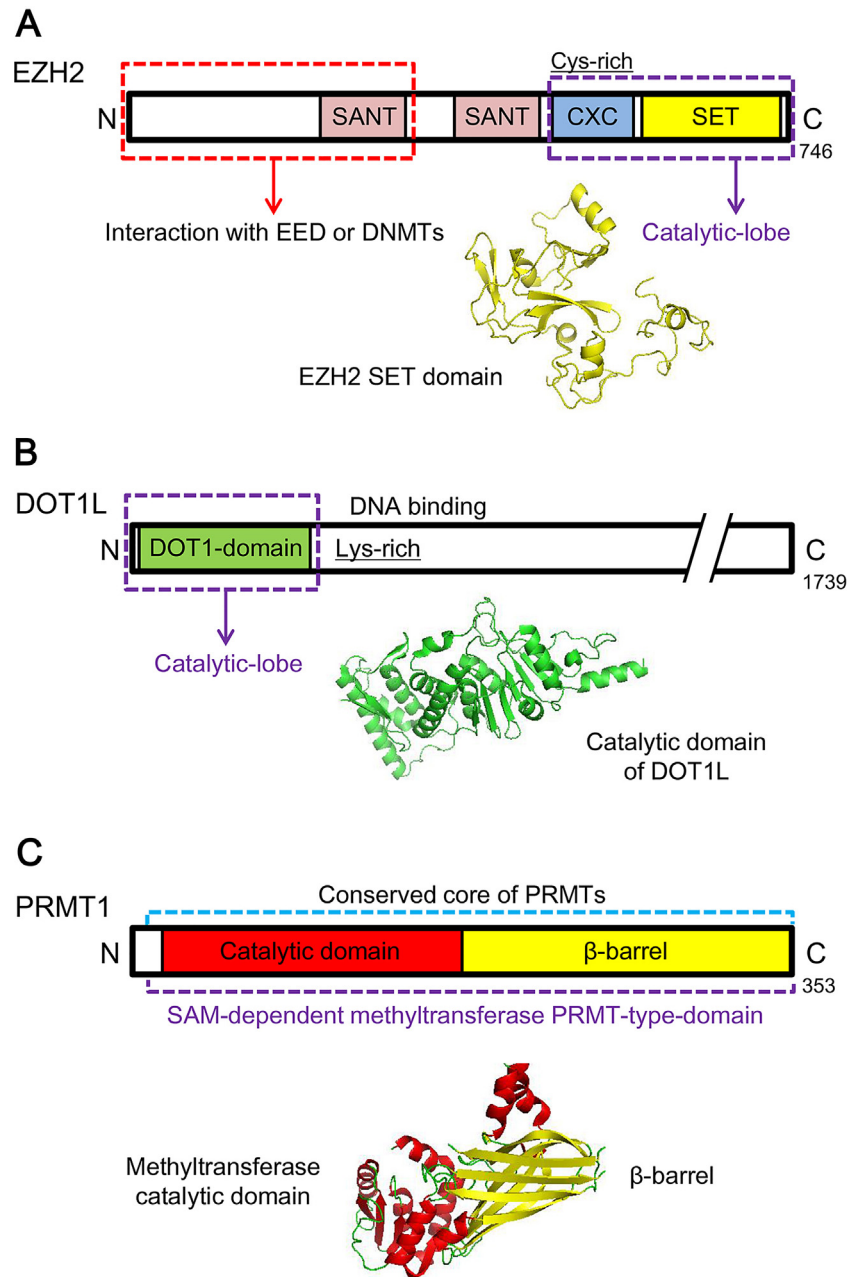 A
EZH2
Cys-rich
N
SANT
SANT
CXC
SET
C
746
Interaction with EED or DNMTs
Catalytic-lobe
EZH2 SET domain
B
DOT1L
DNA binding
N
DOT1-domain
Lys-rich
C
1739
Catalytic-lobe
Catalytic domain
of DOT1L
C
PRMT1
Conserved core of PRMTs
N
Catalytic domain
β-barrel
C
353
SAM-dependent methyltransferase PRMT-type-domain
Methyltransferase
catalytic domain
β-barrel